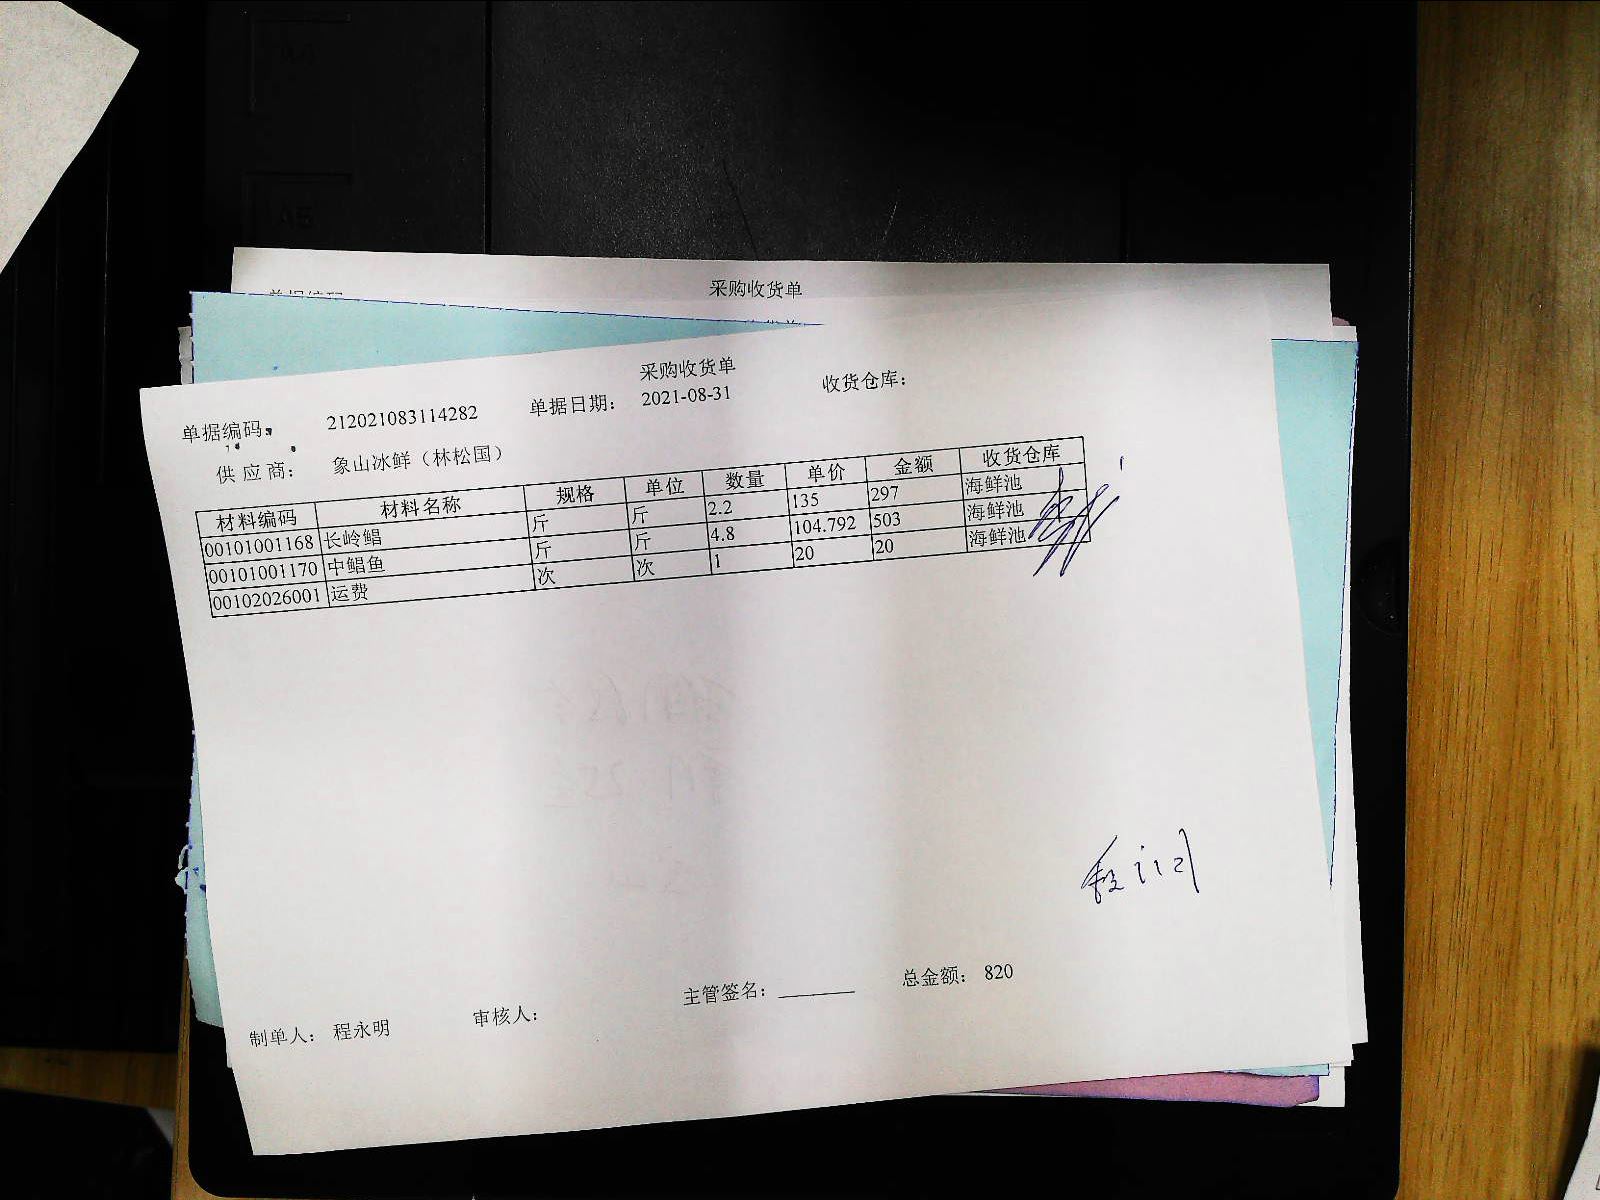 采购收货单
采购收货单
单据编码: 212021083114282 单据日期: 2021-08-31 收货仓库:
供应商: 象山冰鲜（林松国）
材料编码 材料名称 规格 单位 数量 单价 金额 收货仓库
00101001168 长岭鲳 斤 斤 2.2 135 297 海鲜池
00101001170 中鲳鱼 斤 斤 4.8 104.792 503 海鲜池
00102026001 运费 次 次 1 20 20 海鲜池
主管签名: 总金额: 820
制单人: 程永明 审核人: